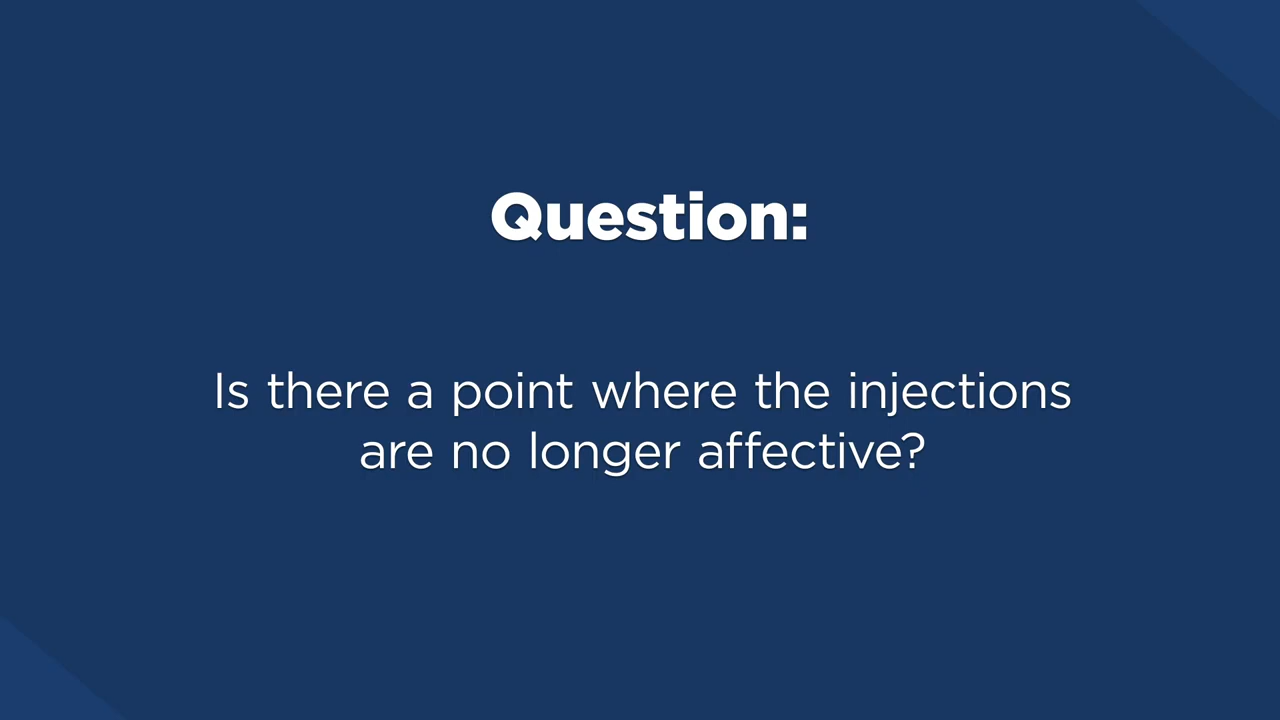 Question:
Is there a point where the injections
are no longer affective?